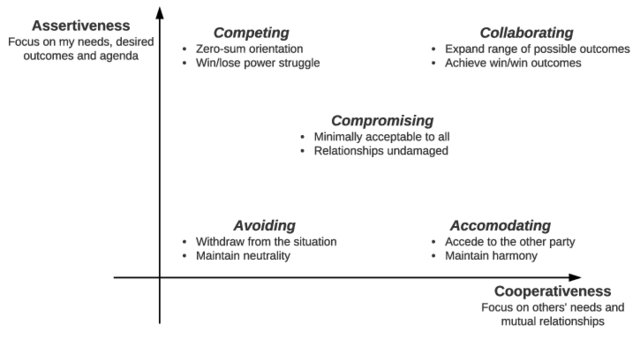 Assertiveness
Focus on my needs, desired
outcomes and agenda
Competing
• Zero-sum orientation
• Win/lose power struggle
Collaborating
• Expand range of possible outcomes
• Achieve win/win outcomes
Compromising
• Minimally acceptable to all
• Relationships undamaged
Avoiding
• Withdraw from the situation
• Maintain neutrality
Accomodating
• Accede to the other party
• Maintain harmony
Cooperativeness
Focus on others' needs and
mutual relationships